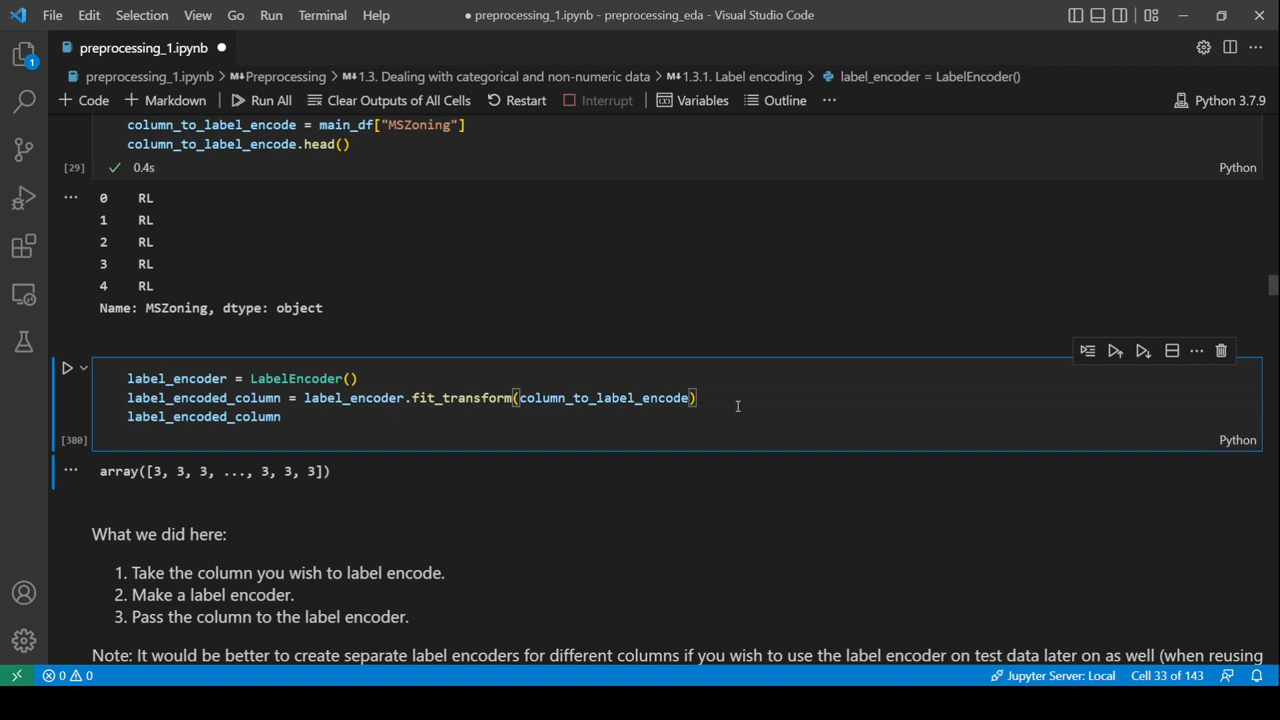 File Edit Selection View Go Run Terminal Help ● preprocessing_1.ipynb - preprocessing_eda - Visual Studio Code
preprocessing_1.ipynb ●
preprocessing_1.ipynb > Preprocessing > 1.3. Dealing with categorical and non-numeric data > 1.3.1. Label encoding > label_encoder = LabelEncoder()
+ Code + Markdown Run All Clear Outputs of All Cells Restart Interrupt Variables Outline ... Python 3.7.9
1
column_to_label_encode = main_df["MSZoning"]
column_to_label_encode.head()
[29] ✓ 0.4s Python
... 0 RL
1 RL
2 RL
3 RL
4 RL
Name: MSZoning, dtype: object
label_encoder = LabelEncoder()
label_encoded_column = label_encoder.fit_transform(column_to_label_encode)
label_encoded_column
[380] Python
... array([3, 3, 3, ..., 3, 3, 3])
What we did here:
1. Take the column you wish to label encode.
2. Make a label encoder.
3. Pass the column to the label encoder.
Note: It would be better to create separate label encoders for different columns if you wish to use the label encoder on test data later on as well (when reusing
0 0 Jupyter Server: Local Cell 33 of 143